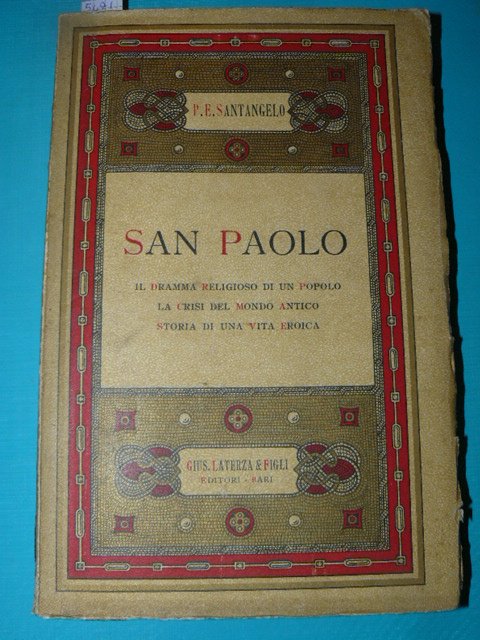 P. E. SANTANGELO
SAN PAOLO
IL DRAMMA RELIGIOSO DI UN POPOLO
LA CRISI DEL MONDO ANTICO
STORIA DI UNA VITA EROICA
GIUS. LATERZA & FIGLI
EDITORI - BARI